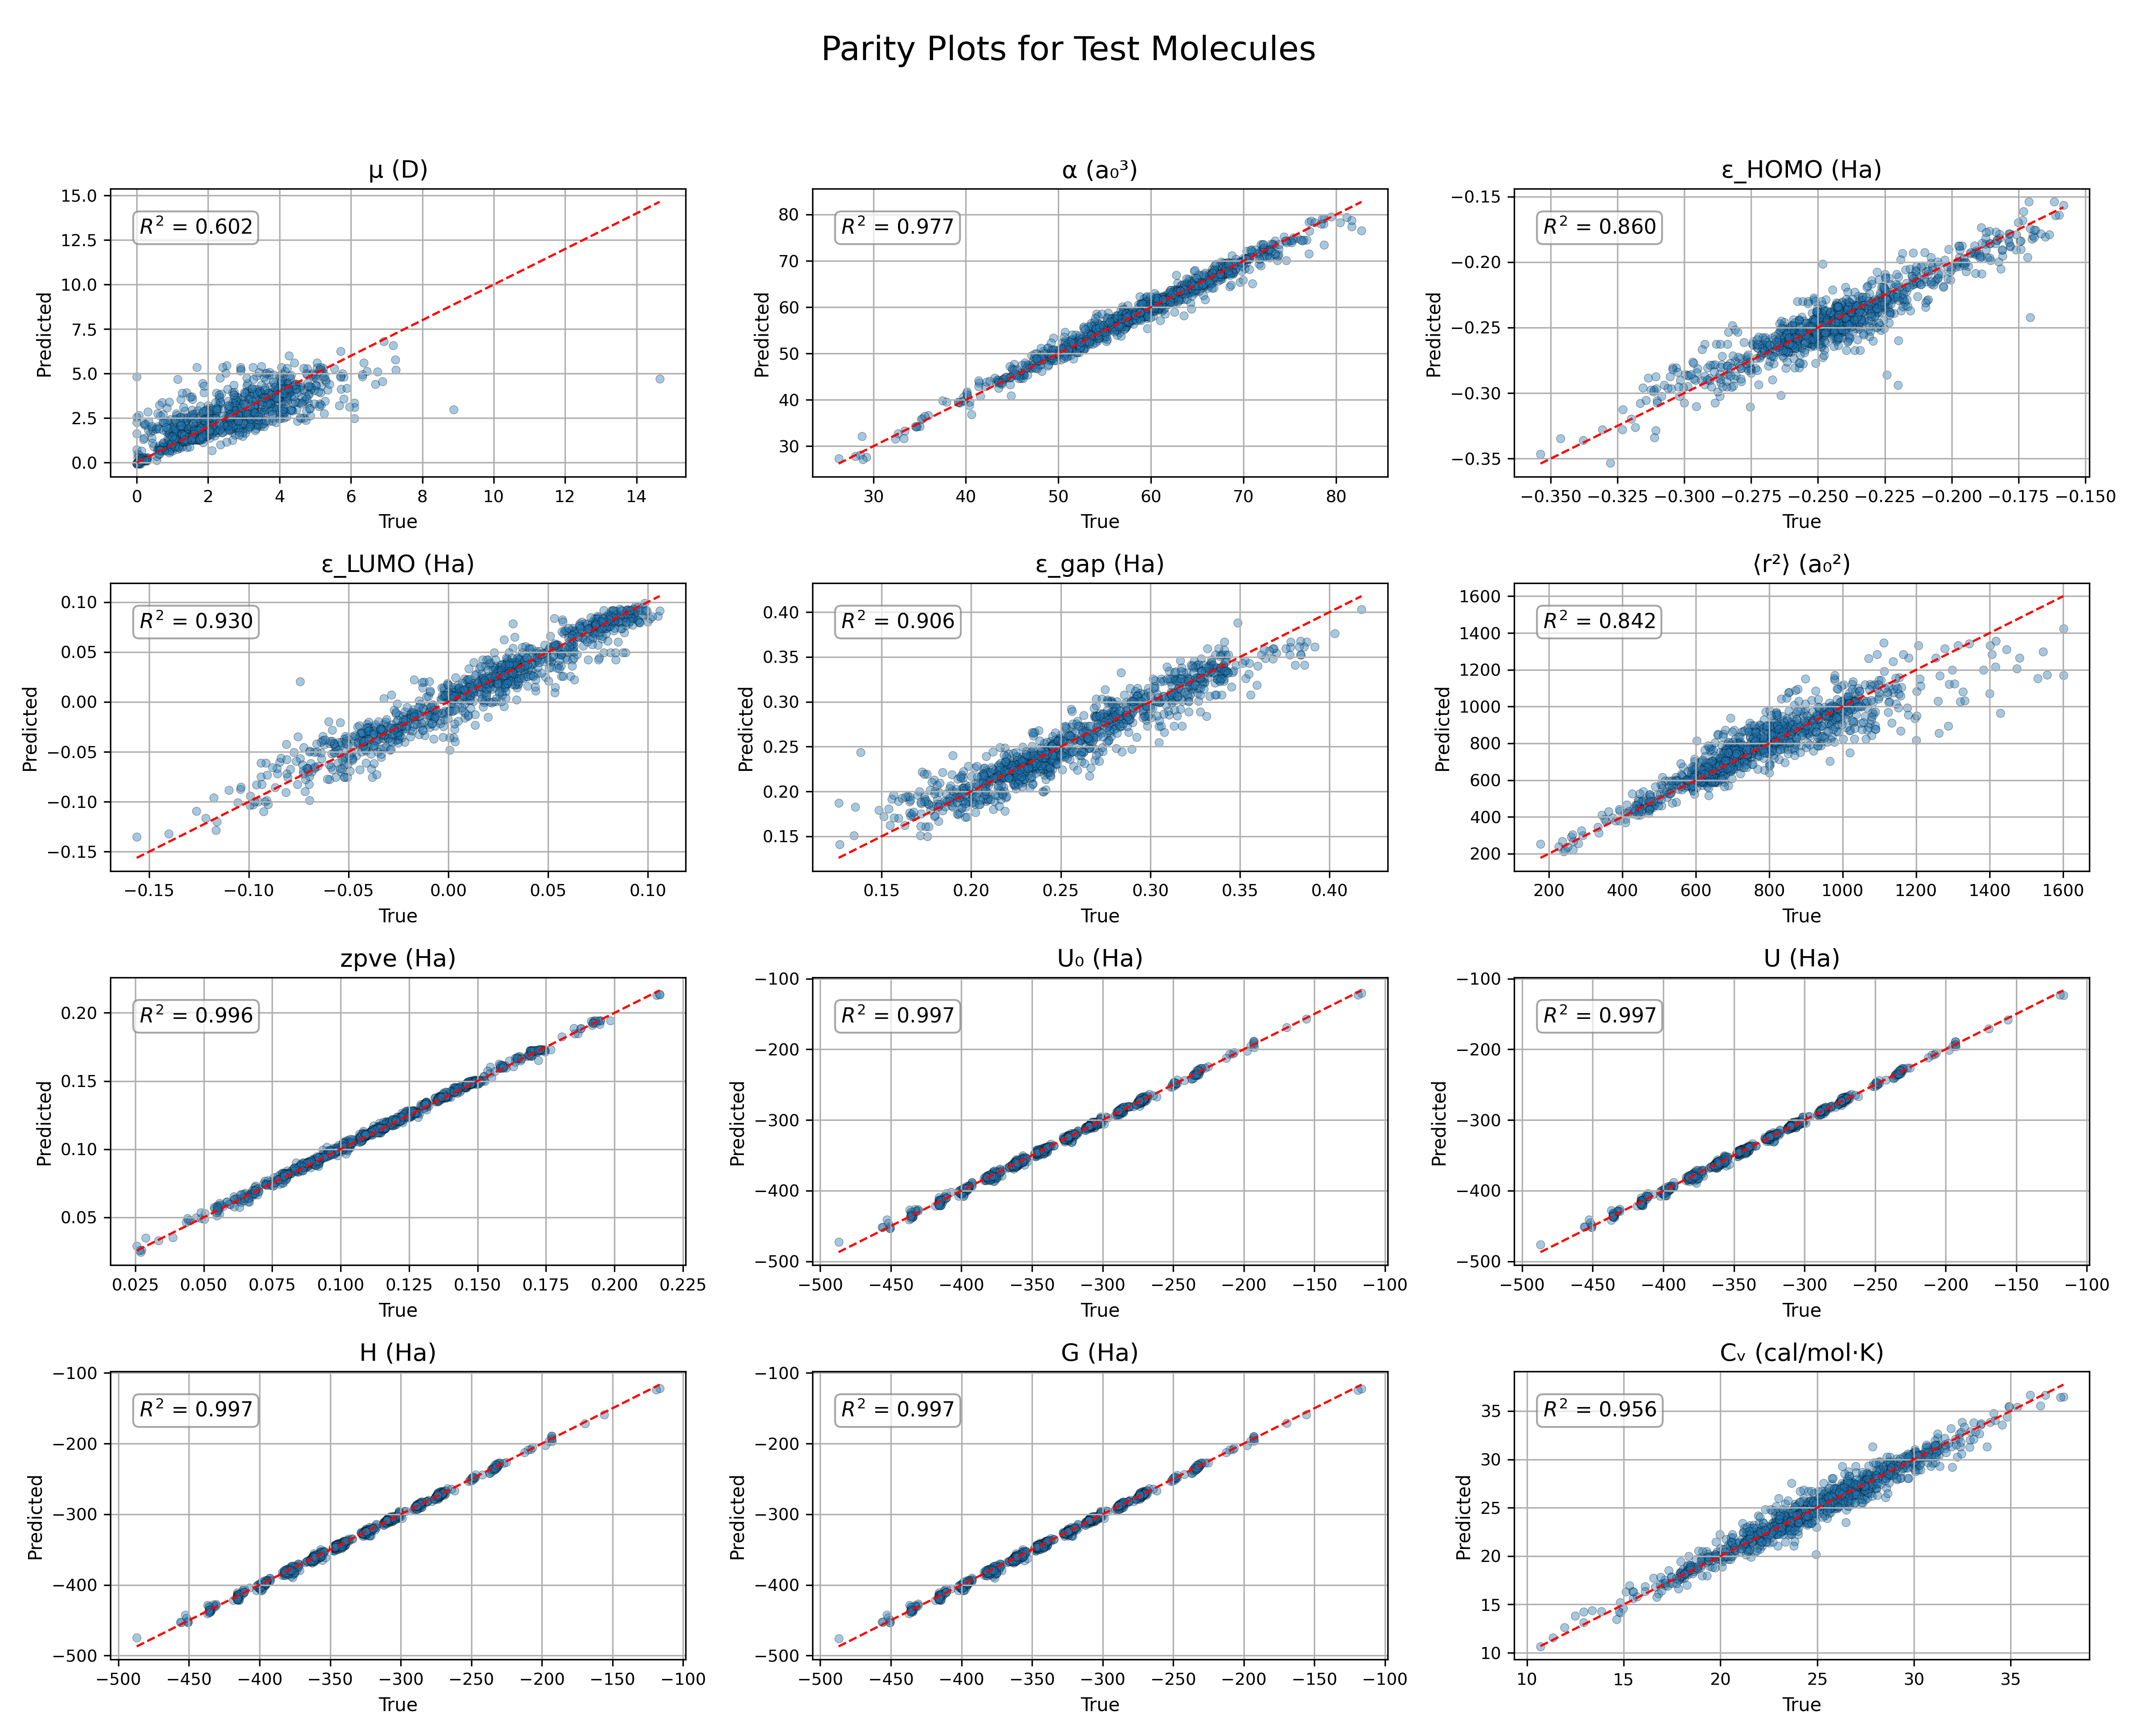 Parity Plots for Test Molecules
μ (D)
15.0
12.5
10.0
7.5
5.0
2.5
0.0
R² = 0.602
Predicted
0 2 4 6 8 10 12 14
True
α (a₀³)
80
70
60
50
40
30
R² = 0.977
Predicted
30 40 50 60 70 80
True
ε_HOMO (Ha)
−0.15
−0.20
−0.25
−0.30
−0.35
R² = 0.860
Predicted
−0.350 −0.325 −0.300 −0.275 −0.250 −0.225 −0.200 −0.175 −0.150
True
ε_LUMO (Ha)
0.10
0.05
0.00
−0.05
−0.10
−0.15
R² = 0.930
Predicted
−0.15 −0.10 −0.05 0.00 0.05 0.10
True
ε_gap (Ha)
0.40
0.35
0.30
0.25
0.20
0.15
R² = 0.906
Predicted
0.15 0.20 0.25 0.30 0.35 0.40
True
⟨r²⟩ (a₀²)
1600
1400
1200
1000
800
600
400
200
R² = 0.842
Predicted
200 400 600 800 1000 1200 1400 1600
True
zpve (Ha)
0.20
0.15
0.10
0.05
R² = 0.996
Predicted
0.025 0.050 0.075 0.100 0.125 0.150 0.175 0.200 0.225
True
U₀ (Ha)
−100
−200
−300
−400
−500
R² = 0.997
Predicted
−500 −450 −400 −350 −300 −250 −200 −150 −100
True
U (Ha)
−100
−200
−300
−400
−500
R² = 0.997
Predicted
−500 −450 −400 −350 −300 −250 −200 −150 −100
True
H (Ha)
−100
−200
−300
−400
−500
R² = 0.997
Predicted
−500 −450 −400 −350 −300 −250 −200 −150 −100
True
G (Ha)
−100
−200
−300
−400
−500
R² = 0.997
Predicted
−500 −450 −400 −350 −300 −250 −200 −150 −100
True
Cᵥ (cal/mol·K)
35
30
25
20
15
10
R² = 0.956
Predicted
10 15 20 25 30 35
True